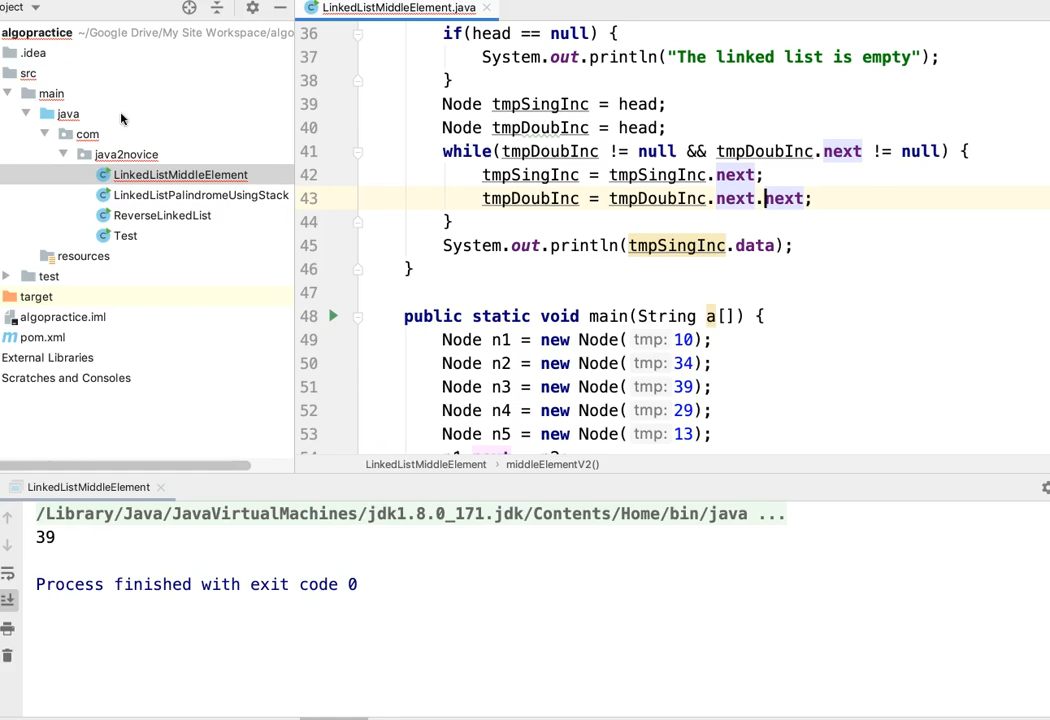 oject
algopractice ~/Google Drive/My Site Workspace/algo
.idea
src
main
java
com
java2novice
LinkedListMiddleElement
LinkedListPalindromeUsingStack
ReverseLinkedList
Test
resources
test
target
algopractice.iml
pom.xml
External Libraries
Scratches and Consoles
LinkedListMiddleElement.java
36 if(head == null) {
37 System.out.println("The linked list is empty");
38 }
39 Node tmpSingInc = head;
40 Node tmpDoubInc = head;
41 while(tmpDoubInc != null && tmpDoubInc.next != null) {
42 tmpSingInc = tmpSingInc.next;
43 tmpDoubInc = tmpDoubInc.next.next;
44 }
45 System.out.println(tmpSingInc.data);
46 }
47
48 public static void main(String a[]) {
49 Node n1 = new Node( tmp: 10);
50 Node n2 = new Node( tmp: 34);
51 Node n3 = new Node( tmp: 39);
52 Node n4 = new Node( tmp: 29);
53 Node n5 = new Node( tmp: 13);
LinkedListMiddleElement › middleElementV2()
LinkedListMiddleElement
/Library/Java/JavaVirtualMachines/jdk1.8.0_171.jdk/Contents/Home/bin/java ...
39
Process finished with exit code 0